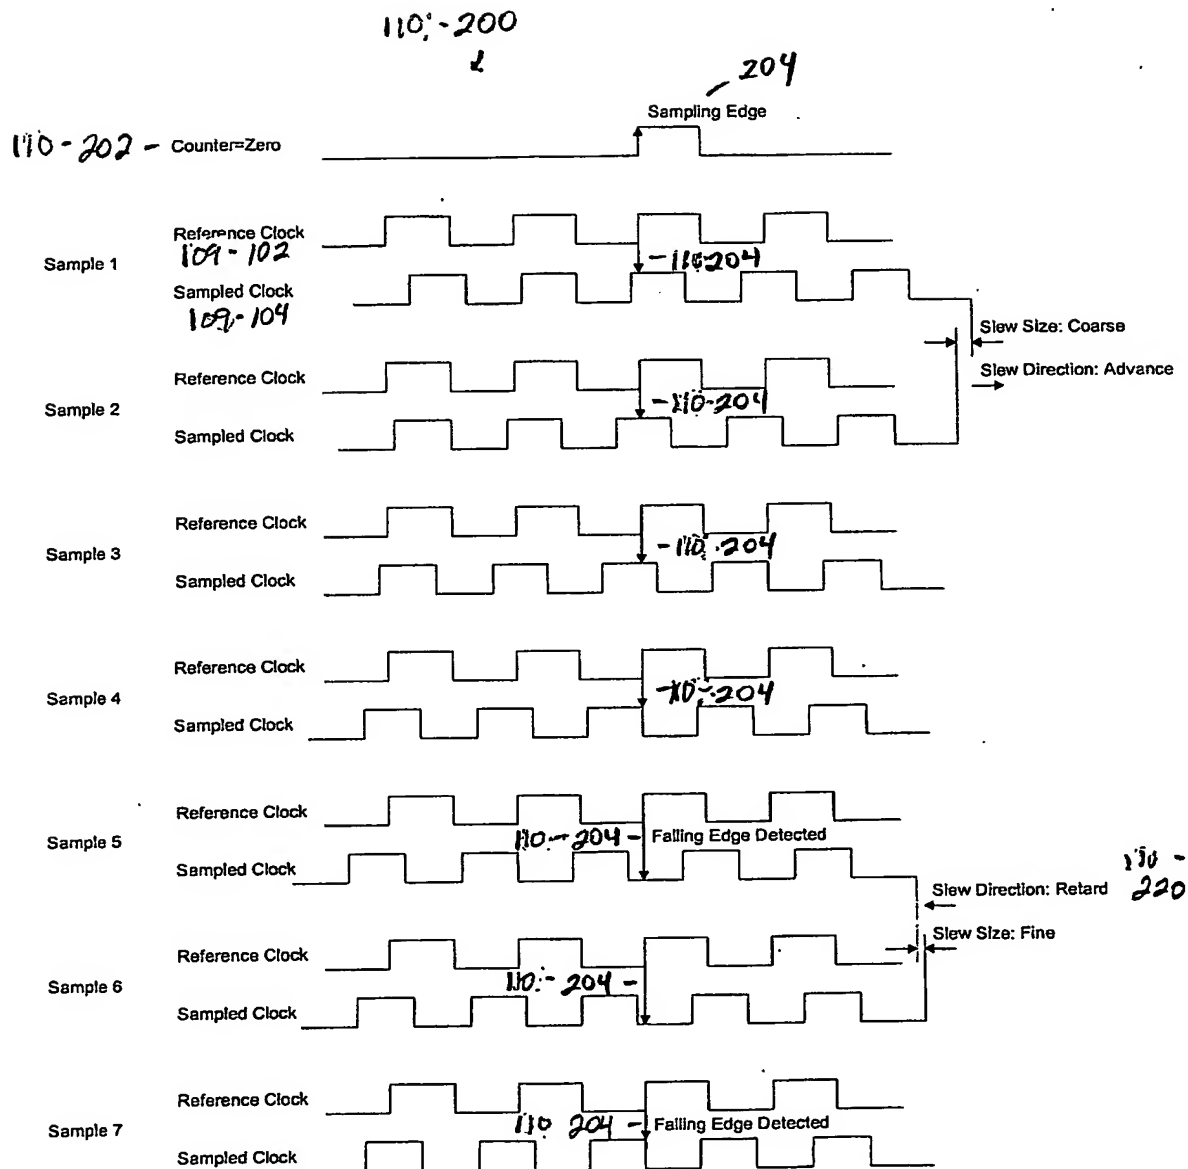 110-200
204
Sampling Edge
110-202 - Counter=Zero
Sample 1
Reference Clock
109-102
-110-204
Sampled Clock
109-104
Slew Size: Coarse
Slew Direction: Advance
Sample 2
Reference Clock
-110-204
Sampled Clock
Sample 3
Reference Clock
-110-204
Sampled Clock
Sample 4
Reference Clock
-110-204
Sampled Clock
Sample 5
Reference Clock
110-204 - Falling Edge Detected
Sampled Clock
Slew Direction: Retard
110-
220
Slew Size: Fine
Sample 6
Reference Clock
110-204 -
Sampled Clock
Sample 7
Reference Clock
110 204 - Falling Edge Detected
Sampled Clock